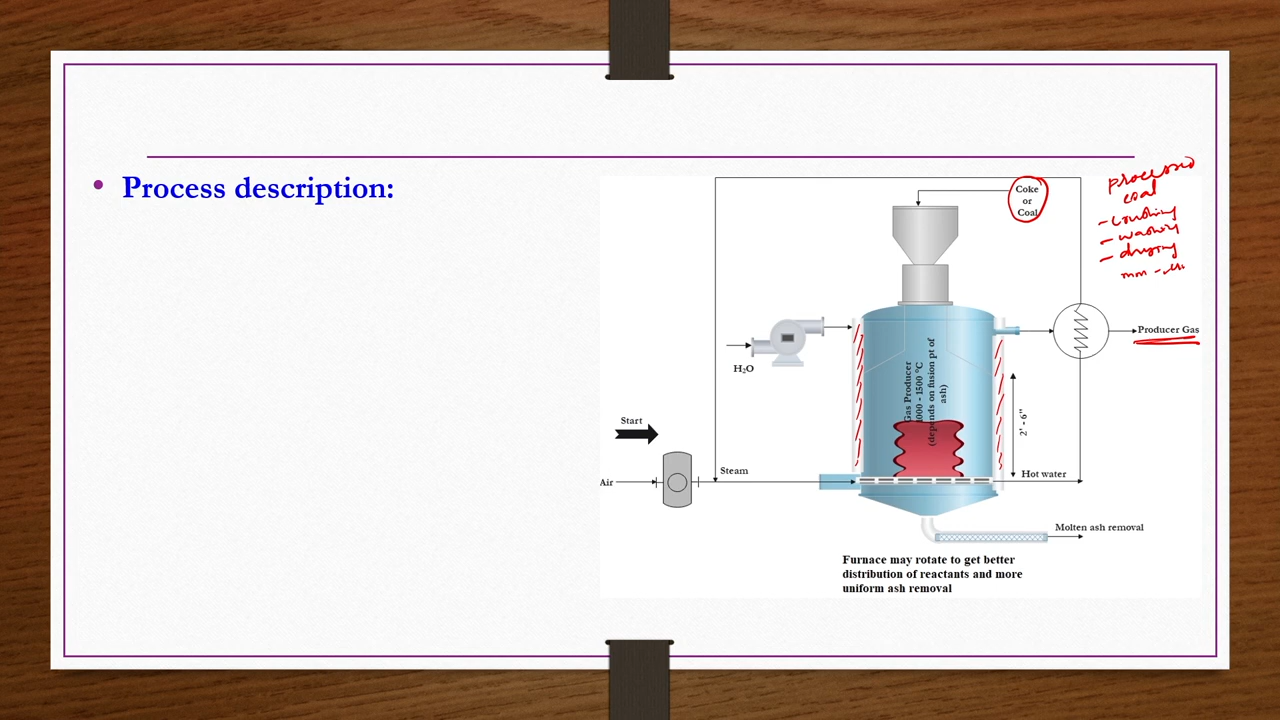 • Process description:
Coke
or
Coal
processed
coal
- crushing
- washing
- drying
mm -
Producer Gas
H₂O
Gas Producer
1000 - 1500 °C
(depends on fusion pt of
ash)
2' - 6"
Start
Air
Steam
Hot water
Molten ash removal
Furnace may rotate to get better
distribution of reactants and more
uniform ash removal